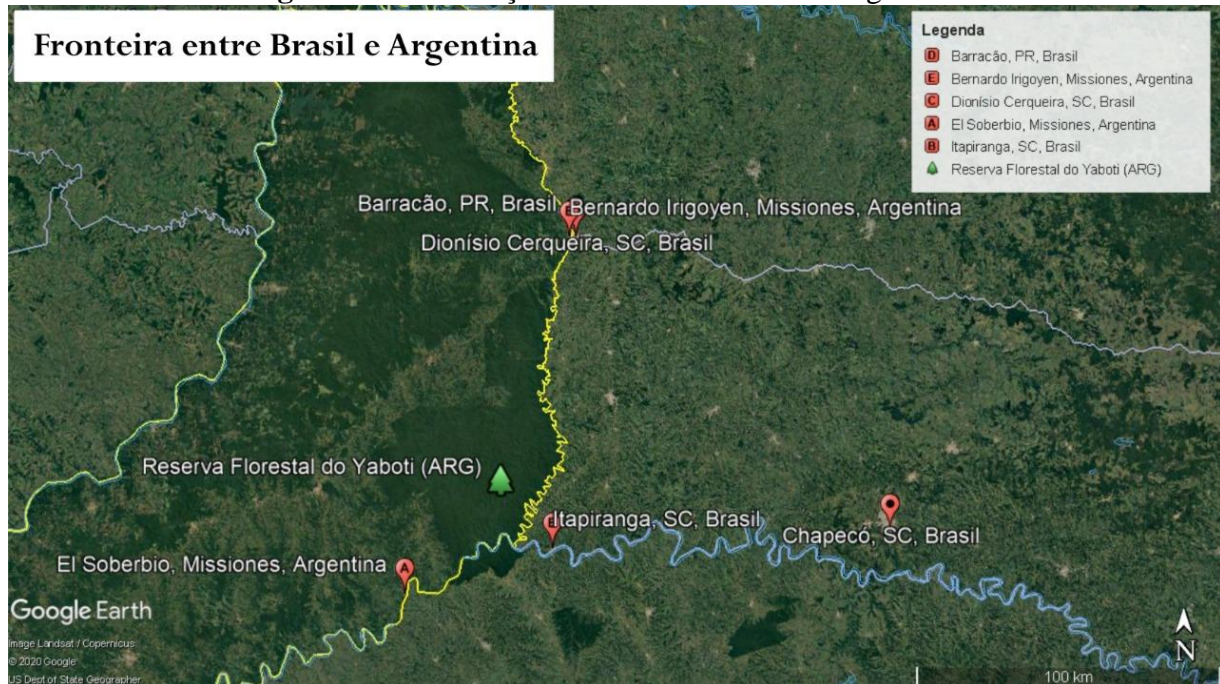 Fronteira entre Brasil e Argentina
Legenda
D Barracão, PR, Brasil
E Bernardo Irigoyen, Missiones, Argentina
C Dionísio Cerqueira, SC, Brasil
A El Soberbio, Missiones, Argentina
B Itapiranga, SC, Brasil
Reserva Florestal do Yaboti (ARG)
Barracão, PR, Brasil
Bernardo Irigoyen, Missiones, Argentina
Dionísio Cerqueira, SC, Brasil
Reserva Florestal do Yaboti (ARG)
Itapiranga, SC, Brasil
Chapecó, SC, Brasil
El Soberbio, Missiones, Argentina
A
Google Earth
Image Landsat / Copernicus
© 2020 Google
US Dept of State Geographer
N
100 km